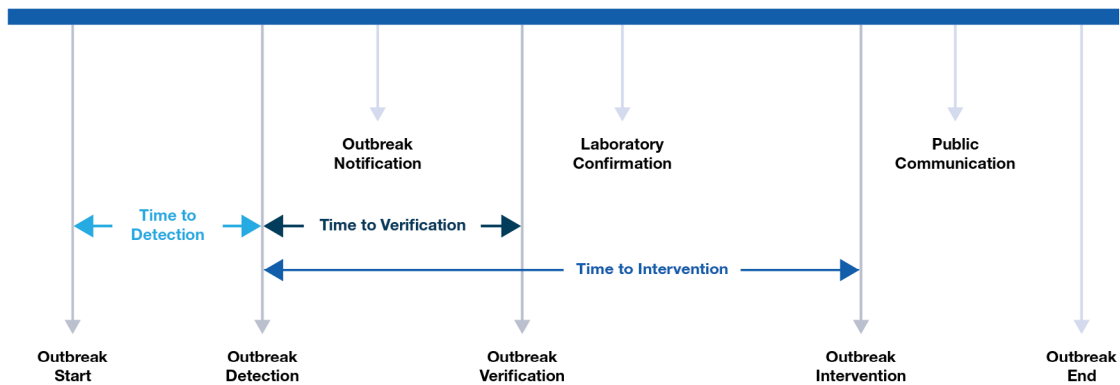 Outbreak
Notification
Laboratory
Confirmation
Public
Communication
Time to
Detection
Time to Verification
Time to Intervention
Outbreak
Start
Outbreak
Detection
Outbreak
Verification
Outbreak
Intervention
Outbreak
End